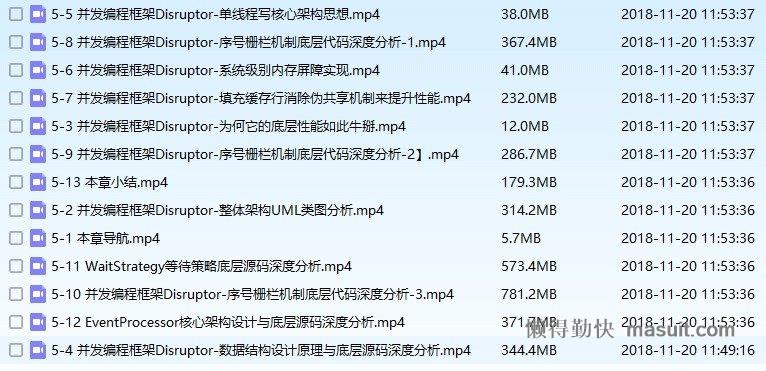 5-5 并发编程框架Disruptor-单线程写核心架构思想.mp4 38.0MB 2018-11-20 11:53:37
5-8 并发编程框架Disruptor-序号栅栏机制底层代码深度分析-1.mp4 367.4MB 2018-11-20 11:53:37
5-6 并发编程框架Disruptor-系统级别内存屏障实现.mp4 41.0MB 2018-11-20 11:53:37
5-7 并发编程框架Disruptor-填充缓存行消除伪共享机制来提升性能.mp4 232.0MB 2018-11-20 11:53:37
5-3 并发编程框架Disruptor-为何它的底层性能如此牛掰.mp4 12.0MB 2018-11-20 11:53:37
5-9 并发编程框架Disruptor-序号栅栏机制底层代码深度分析-2】.mp4 286.7MB 2018-11-20 11:53:37
5-13 本章小结.mp4 179.3MB 2018-11-20 11:53:36
5-2 并发编程框架Disruptor-整体架构UML类图分析.mp4 314.2MB 2018-11-20 11:53:36
5-1 本章导航.mp4 5.7MB 2018-11-20 11:53:36
5-11 WaitStrategy等待策略底层源码深度分析.mp4 573.4MB 2018-11-20 11:53:36
5-10 并发编程框架Disruptor-序号栅栏机制底层代码深度分析-3.mp4 781.2MB 2018-11-20 11:53:36
5-12 EventProcessor核心架构设计与底层源码深度分析.mp4 371.7MB 2018-11-20 11:53:36
懒得勤快 masuit.com
5-4 并发编程框架Disruptor-数据结构设计原理与底层源码深度分析.mp4 344.4MB 2018-11-20 11:49:16